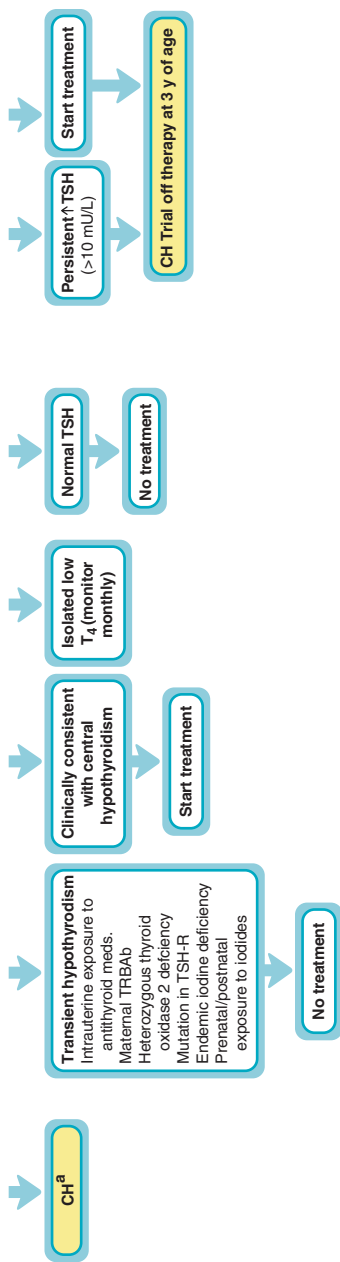 CHa
Transient hypothyrodism
Intrauterine exposure to
antithyroid meds.
Maternal TRBAb
Heterozygous thyroid
oxidase 2 defciency
Mutation in TSH-R
Endemic iodine deficiency
Prenatal/postnatal
exposure to iodides
No treatment
Clinically consistent
with central
hypothyroidism
Start treatment
Isolated low
T4 (monitor
monthly)
Normal TSH
No treatment
Persistent↑TSH
(>10 mU/L)
Start treatment
CH Trial off therapy at 3 y of age